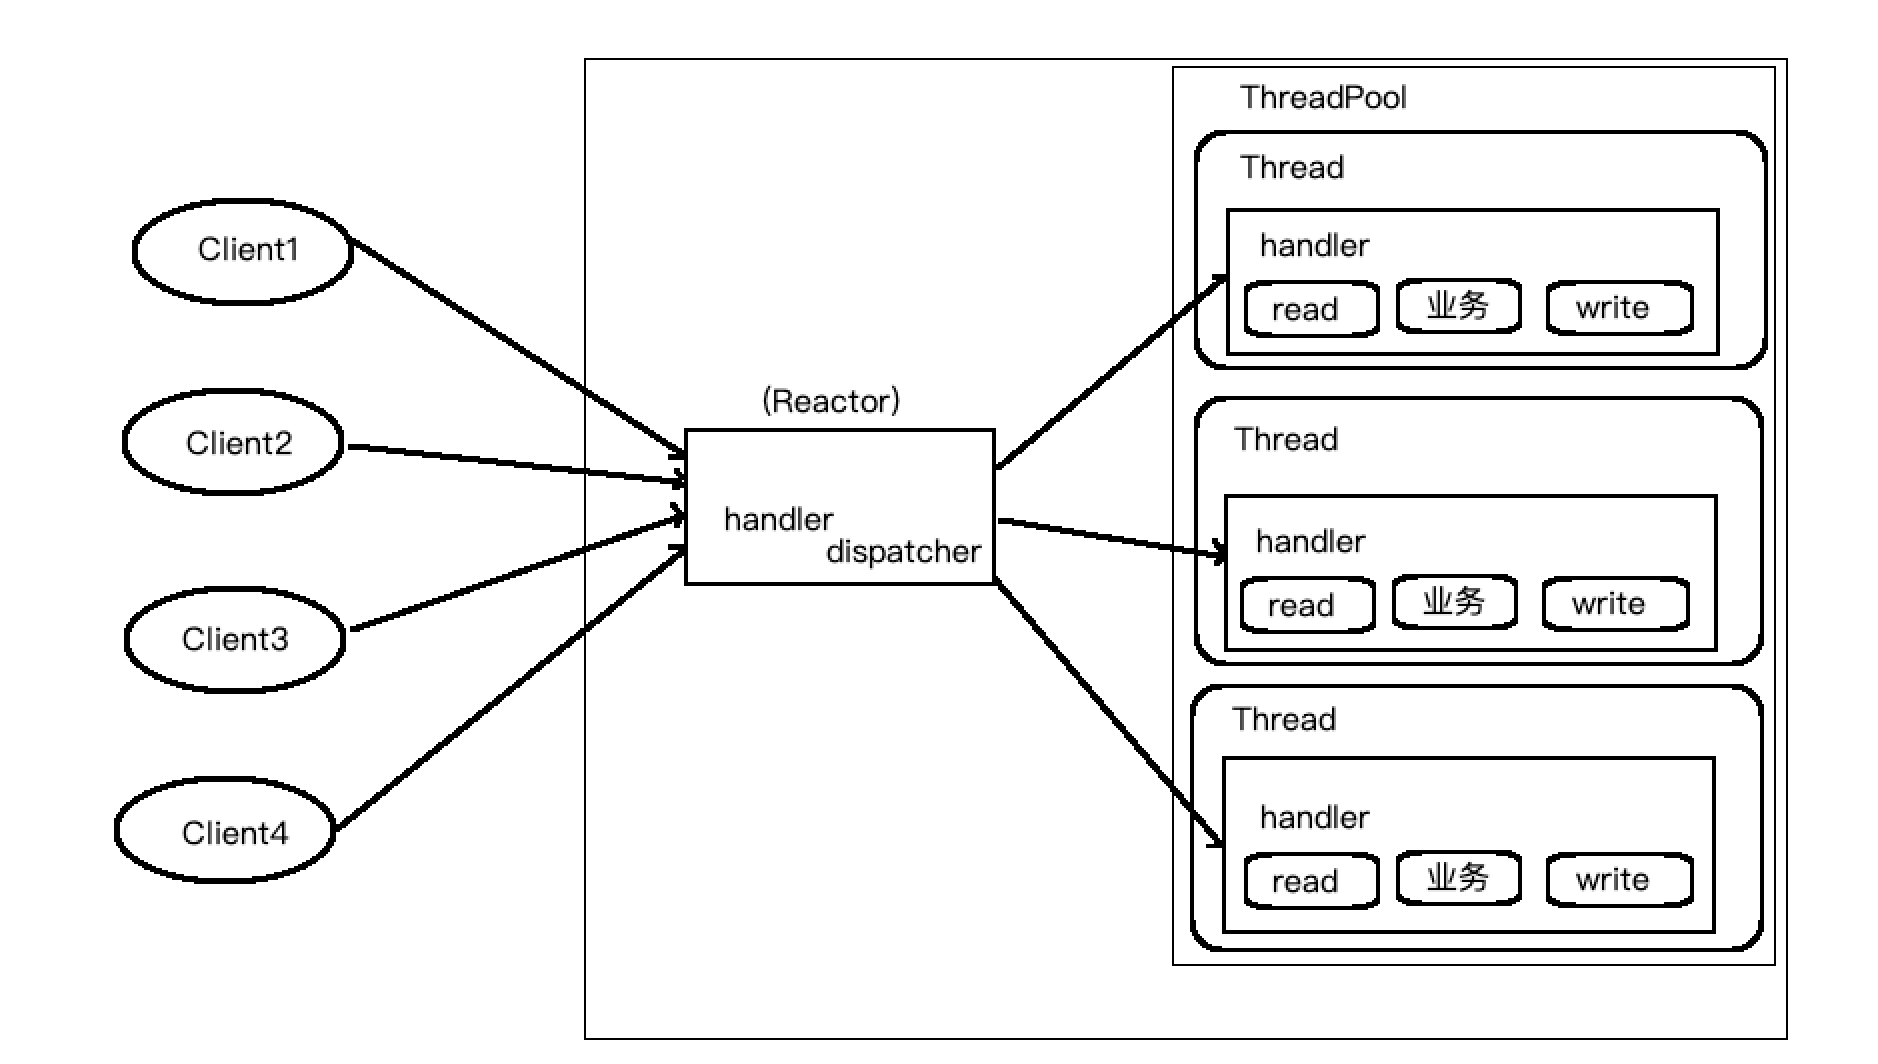 Client1
Client2
Client3
Client4
(Reactor)
handler
dispatcher
ThreadPool
Thread
handler
read 业务 write
Thread
handler
read 业务 write
Thread
handler
read 业务 write